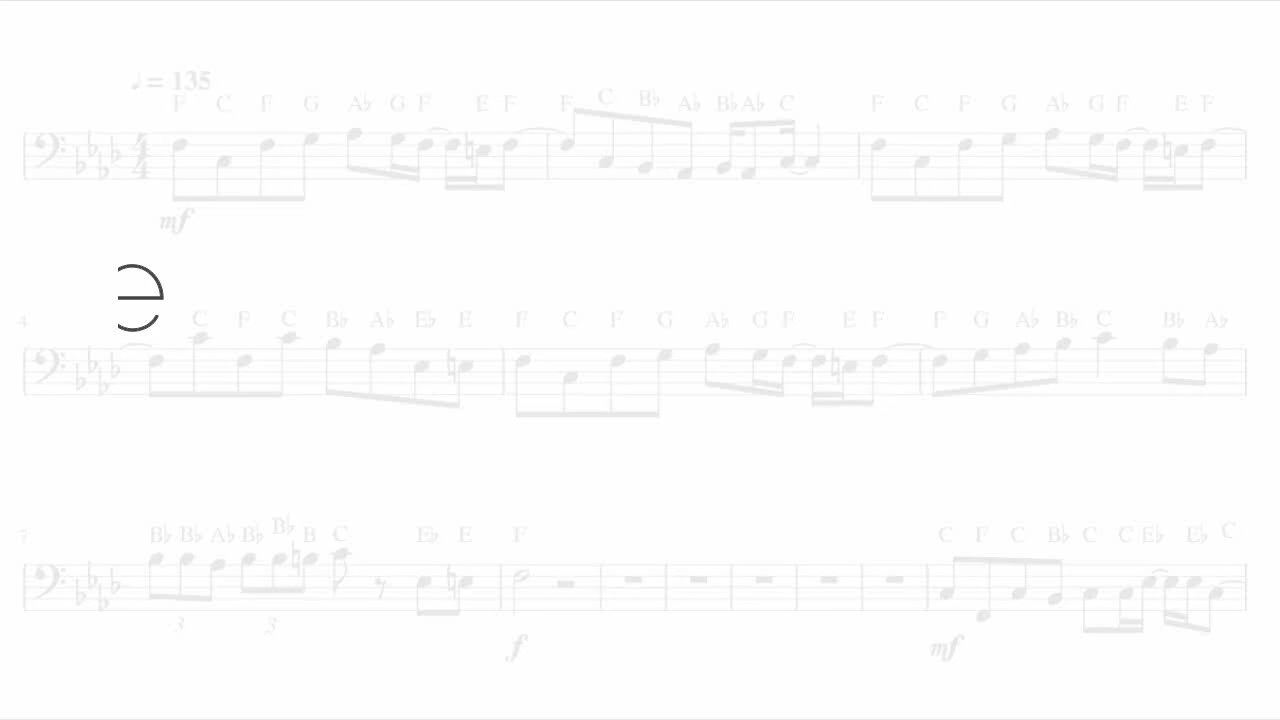 ♩ = 135
F C F G A♭ G F E F F C B♭ A♭ B♭ A♭ C F C F G A♭ G F E F
mf
e
4 C F C B♭ A♭ E♭ E F C F G A♭ G F E F F G A♭ B♭ C B♭ A♭
7 B♭ B♭ A♭ B♭ B♭ B C E♭ E F C F C B♭ C C E♭ E♭ C
3 3 f mf